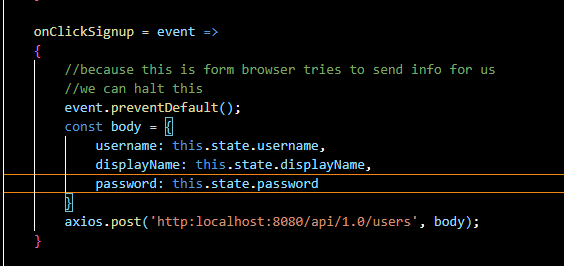 onClickSignup = event =>
{
//because this is form browser tries to send info for us
//we can halt this
event.preventDefault();
const body = {
username: this.state.username,
displayName: this.state.displayName,
password: this.state.password
}
axios.post('http:localhost:8080/api/1.0/users', body);
}